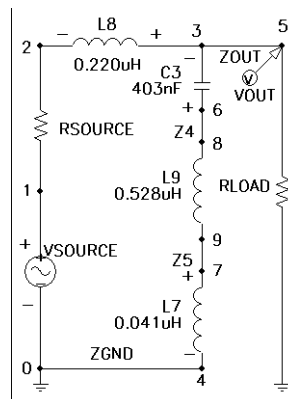 L8
2 − + 3 5
0.220uH
− ZOUT
C3 V
403nF VOUT
+ 6
RSOURCE Z4
8
1
L9 RLOAD
0.528uH
+ VSOURCE 9
Z5
+ 7
−
L7
0.041uH
ZGND −
0 4